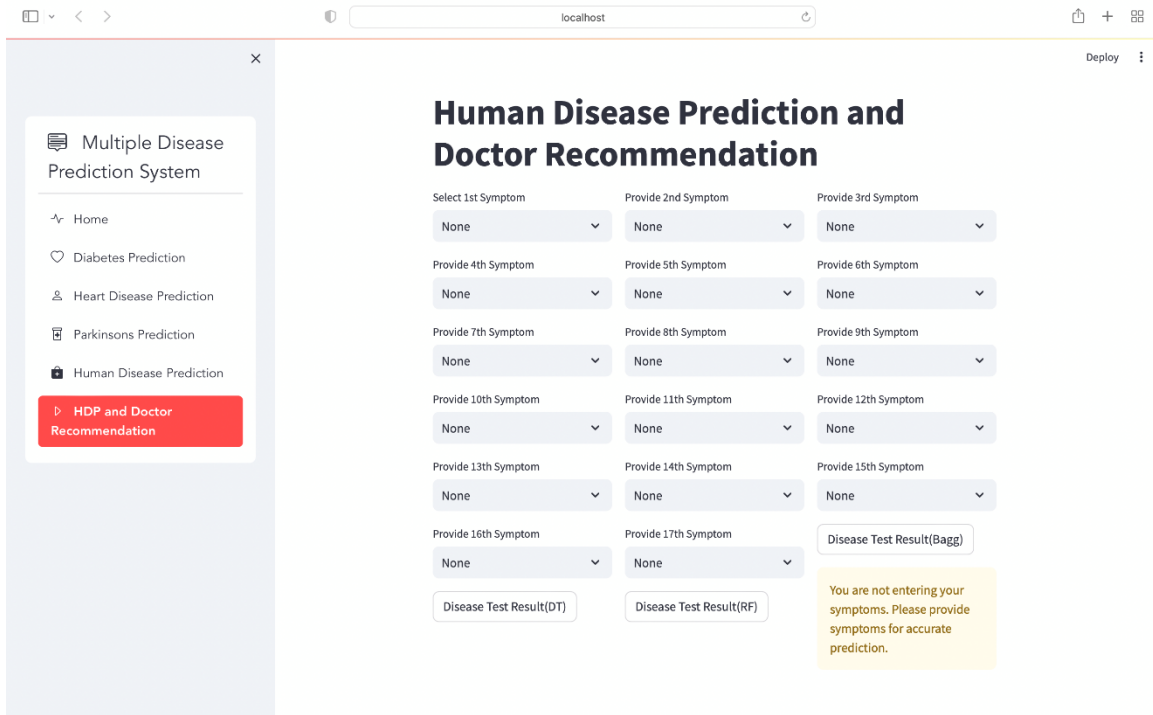 localhost
Deploy
Multiple Disease
Prediction System
Home
Diabetes Prediction
Heart Disease Prediction
Parkinsons Prediction
Human Disease Prediction
HDP and Doctor
Recommendation
Human Disease Prediction and
Doctor Recommendation
Select 1st Symptom
None
Provide 2nd Symptom
None
Provide 3rd Symptom
None
Provide 4th Symptom
None
Provide 5th Symptom
None
Provide 6th Symptom
None
Provide 7th Symptom
None
Provide 8th Symptom
None
Provide 9th Symptom
None
Provide 10th Symptom
None
Provide 11th Symptom
None
Provide 12th Symptom
None
Provide 13th Symptom
None
Provide 14th Symptom
None
Provide 15th Symptom
None
Provide 16th Symptom
None
Provide 17th Symptom
None
Disease Test Result(DT)
Disease Test Result(RF)
Disease Test Result(Bagg)
You are not entering your
symptoms. Please provide
symptoms for accurate
prediction.